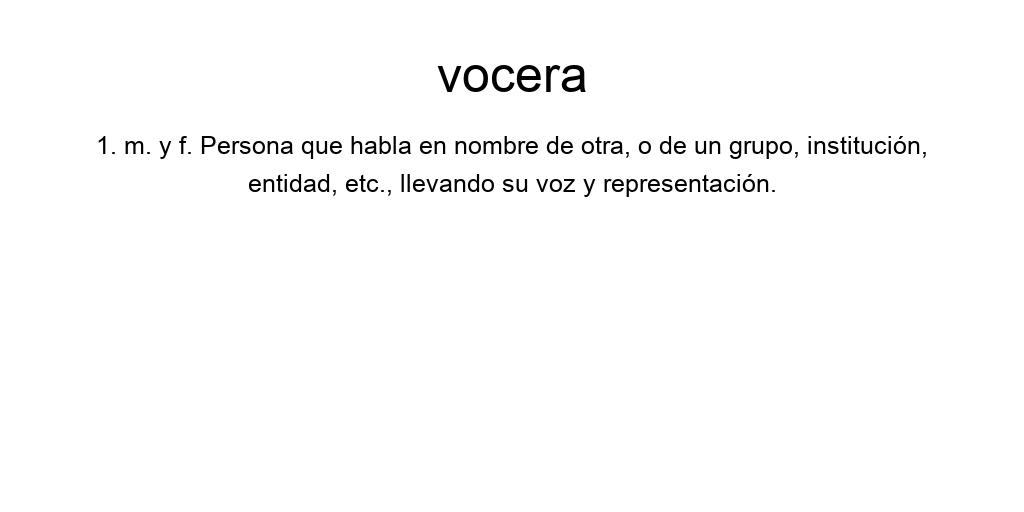 vocera
1. m. y f. Persona que habla en nombre de otra, o de un grupo, institución,
entidad, etc., llevando su voz y representación.